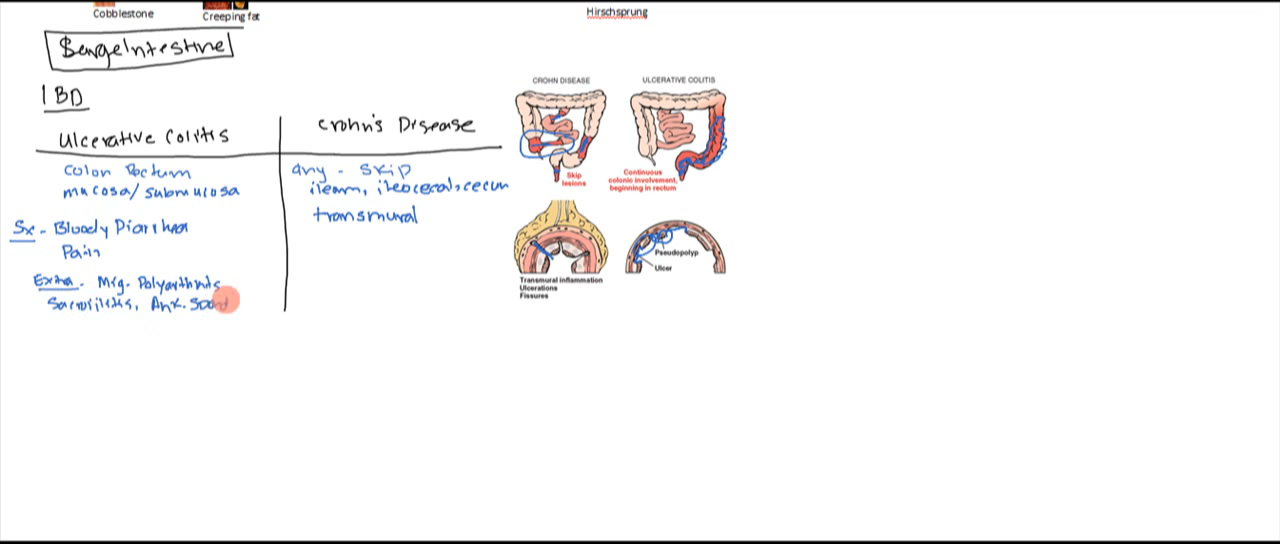 Cobblestone
Creeping fat
Hirschsprung
Large Intestine
IBD
Ulcerative Colitis
Crohn's Disease
Colon Rectum
mucosa/submucosa
any - skip
ileum, ileocecal, cecum
transmural
Sx - Bloody Diarrhea
Pain
Extra - Mig. Polyarthritis
Sacroiliitis, Ank. Spond
CROHN DISEASE
ULCERATIVE COLITIS
Skip
lesions
Continuous
colonic involvement,
beginning in rectum
Pseudopolyp
Ulcer
Transmural inflammation
Ulcerations
Fissures